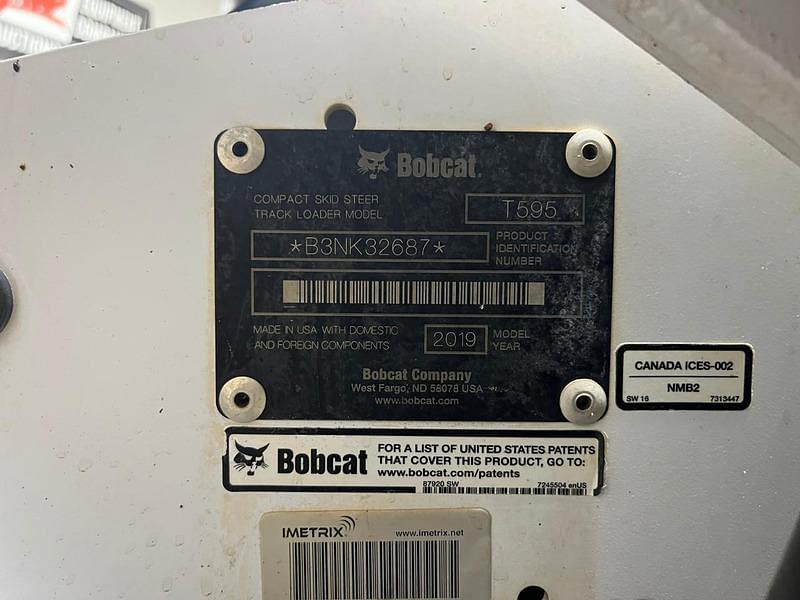 Bobcat.
COMPACT SKID STEER
TRACK LOADER MODEL
T595
*B3NK32687*
PRODUCT
IDENTIFICATION
NUMBER
MADE IN USA WITH DOMESTIC
AND FOREIGN COMPONENTS
2019
MODEL
YEAR
Bobcat Company
West Fargo, ND 58078 USA
www.bobcat.com
CANADA ICES-002
NMB2
SW 16 7313447
Bobcat
FOR A LIST OF UNITED STATES PATENTS
THAT COVER THIS PRODUCT, GO TO:
www.bobcat.com/patents
87920 SW 7245504 enUS
IMETRIX www.imetrix.net